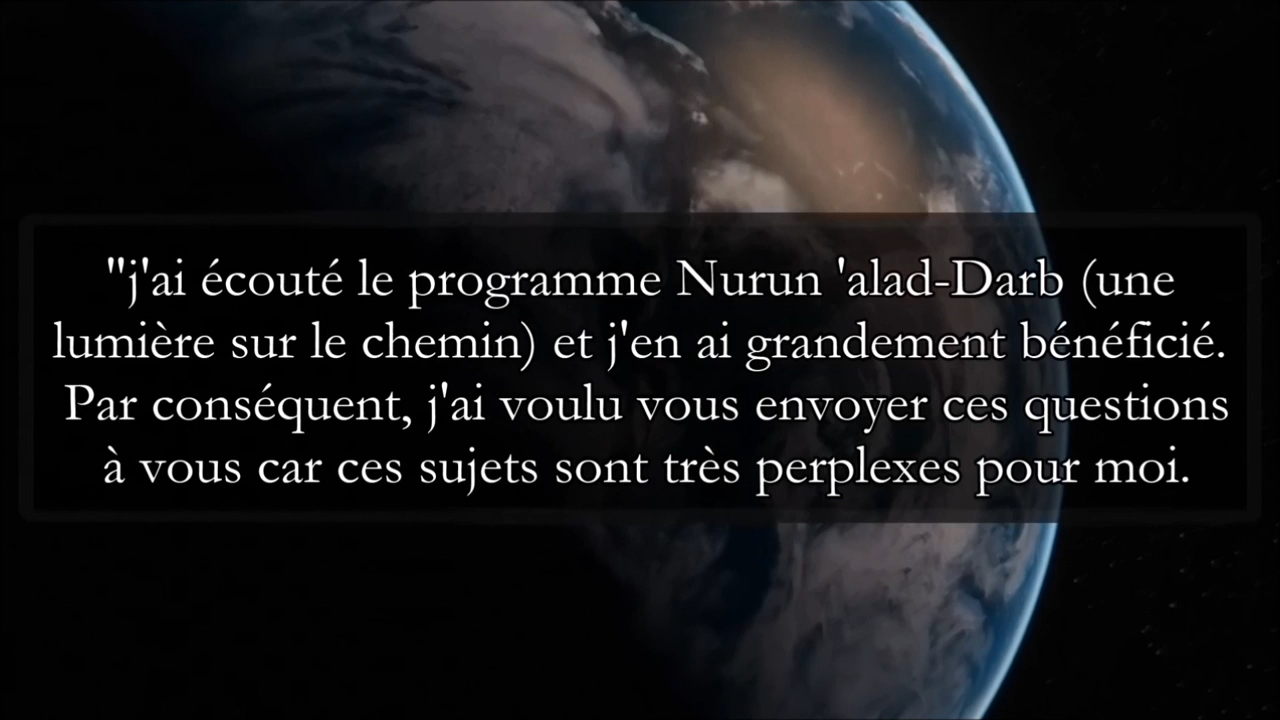 "j'ai écouté le programme Nurun 'alad-Darb (une
lumière sur le chemin) et j'en ai grandement bénéficié.
Par conséquent, j'ai voulu vous envoyer ces questions
à vous car ces sujets sont très perplexes pour moi.